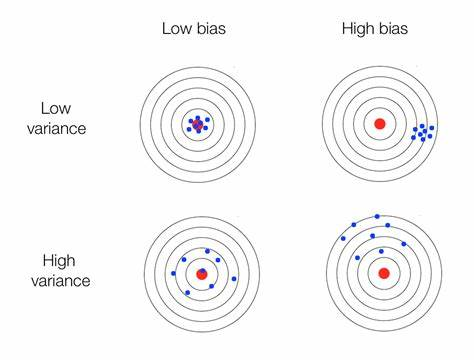 Low bias
High bias
Low
variance
High
variance